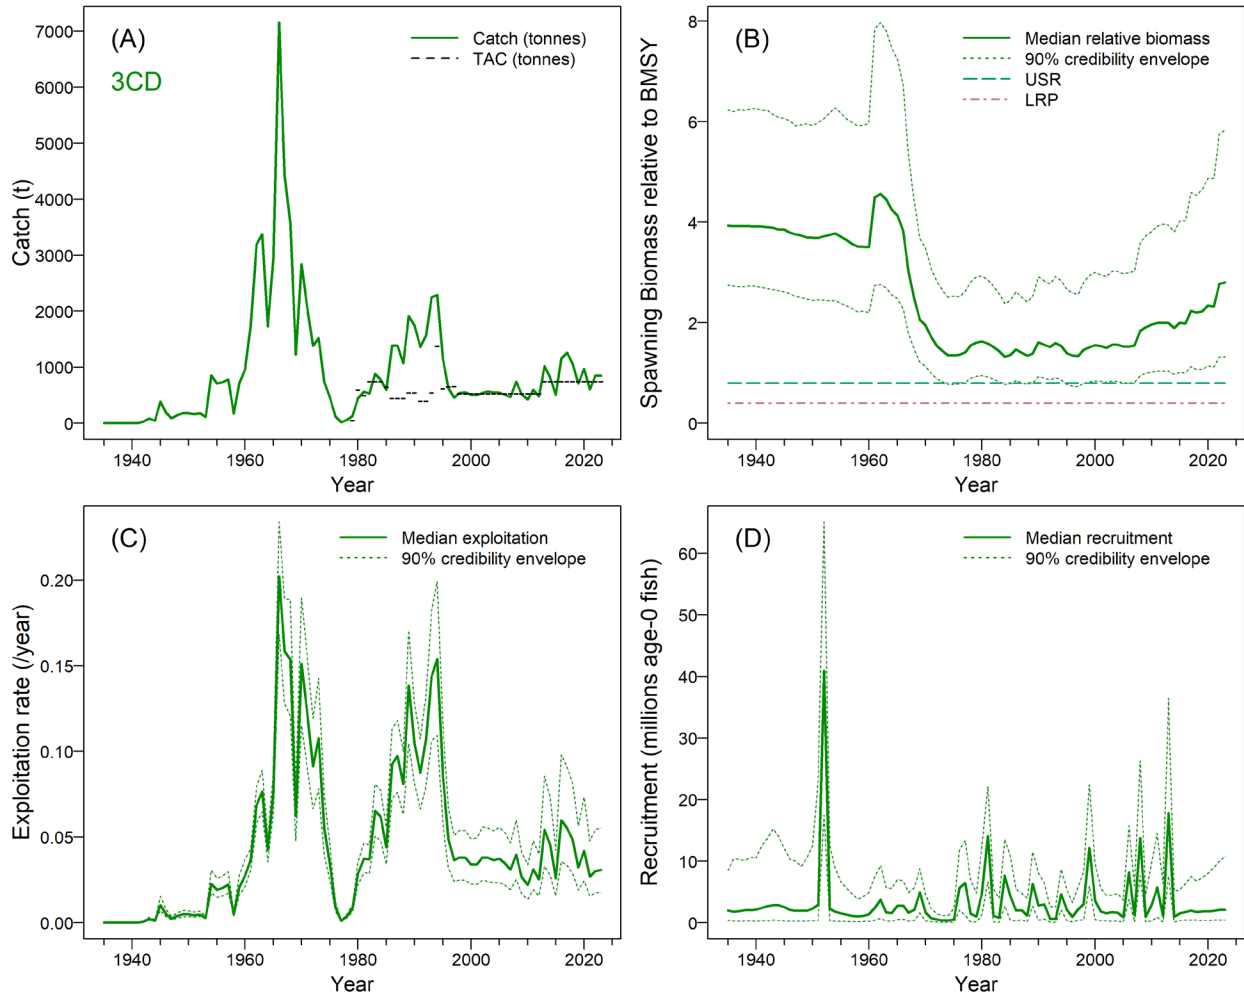 (A)
3CD
Catch (tonnes)
TAC (tonnes)
Catch (t)
7000
6000
5000
4000
3000
2000
1000
0
1940
1960
1980
2000
2020
Year
(B)
Median relative biomass
90% credibility envelope
USR
LRP
Spawning Biomass relative to BMSY
8
6
4
2
0
1940
1960
1980
2000
2020
Year
(C)
Median exploitation
90% credibility envelope
Exploitation rate (/year)
0.20
0.15
0.10
0.05
0.00
1940
1960
1980
2000
2020
Year
(D)
Median recruitment
90% credibility envelope
Recruitment (millions age-0 fish)
60
50
40
30
20
10
0
1940
1960
1980
2000
2020
Year